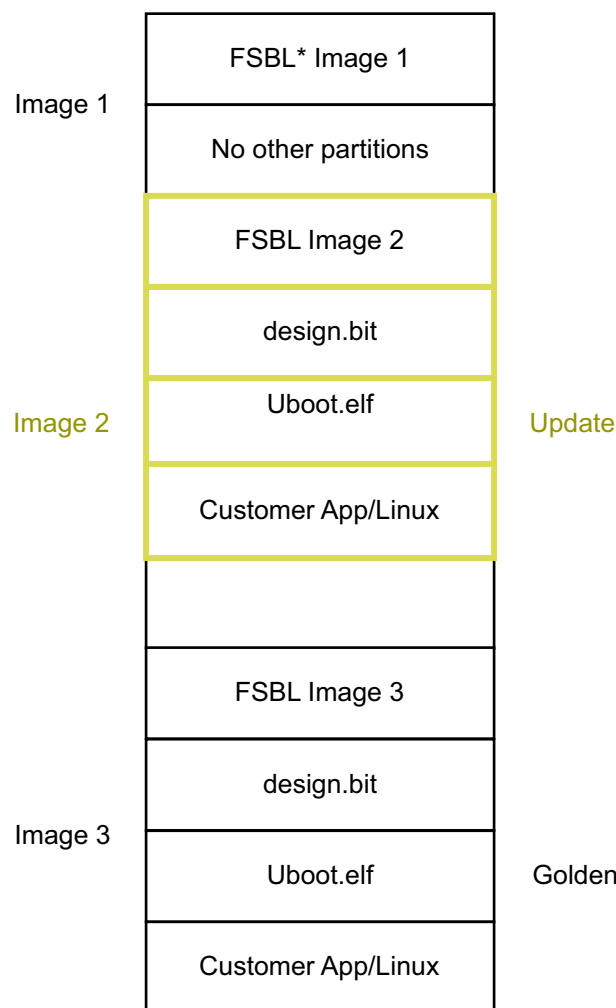 FSBL* Image 1
Image 1
No other partitions
FSBL Image 2
design.bit
Image 2
Uboot.elf
Update
Customer App/Linux
FSBL Image 3
design.bit
Image 3
Uboot.elf
Golden
Customer App/Linux